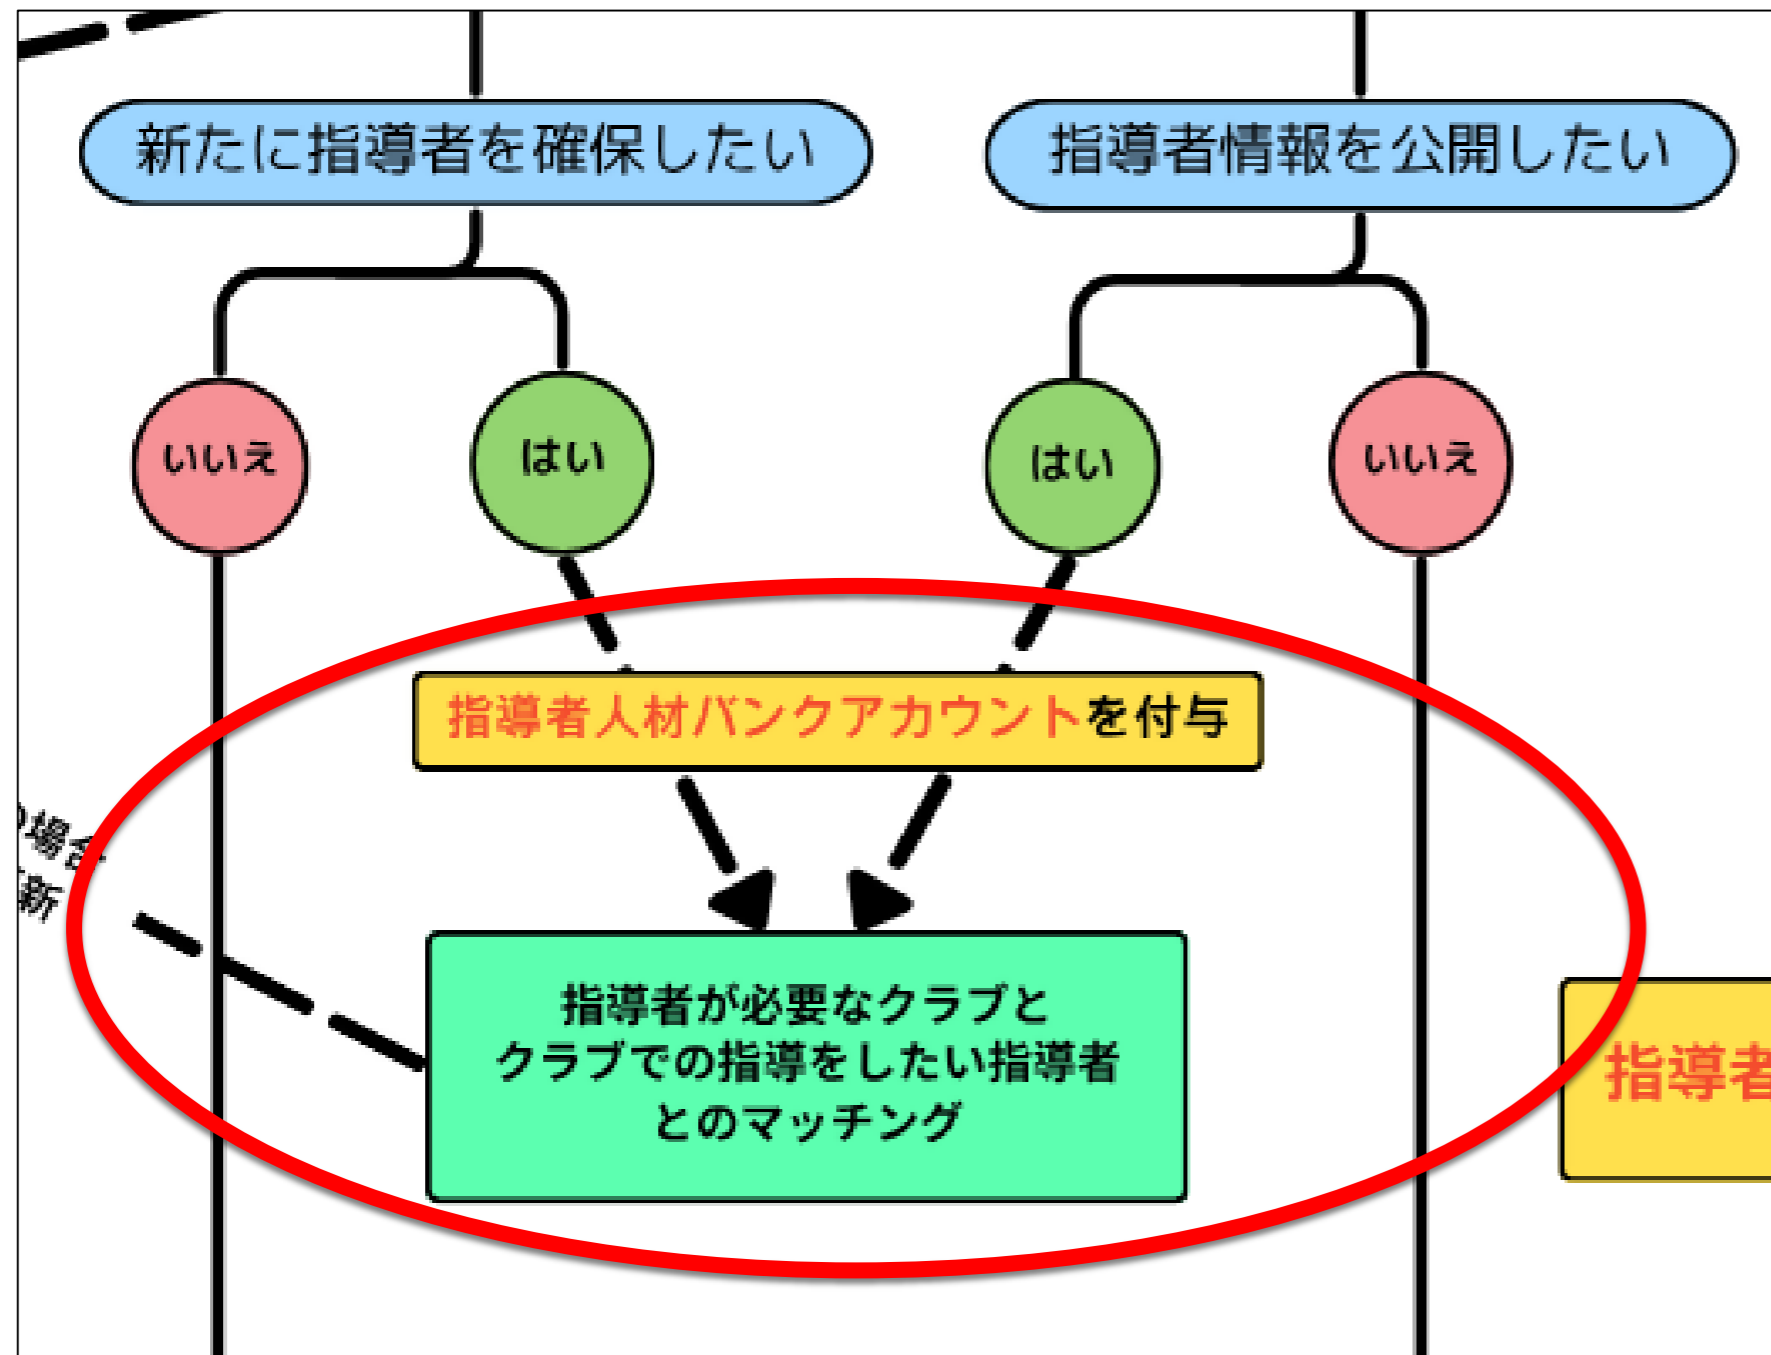 新たに指導者を確保したい
指導者情報を公開したい
いいえ
はい
はい
いいえ
指導者人材バンクアカウントを付与
場合
新
指導者が必要なクラブと
クラブでの指導をしたい指導者
とのマッチング
指導者